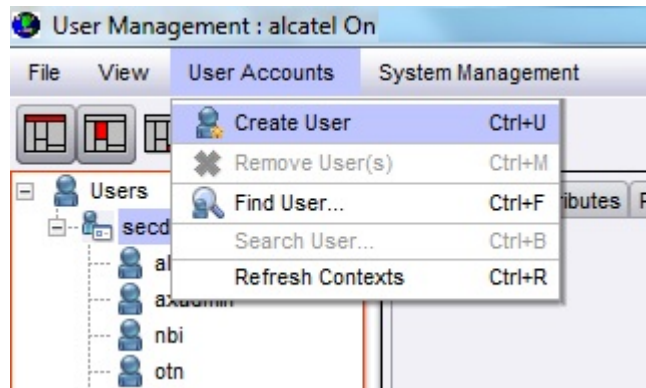 User Management : alcatel On
File View User Accounts System Management
Create User Ctrl+U
Remove User(s) Ctrl+M
Find User... Ctrl+F
Search User... Ctrl+B
Refresh Contexts Ctrl+R
Users
nbi
otn